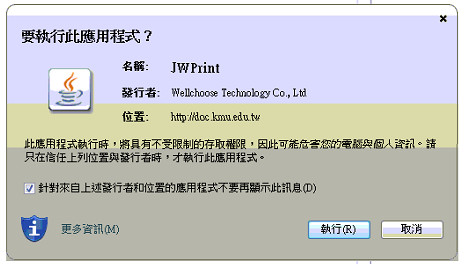 要執行此應用程式？
名稱: JWPrint
發行者: Wellchoose Technology Co., Ltd
位置: http://doc.kmu.edu.tw
此應用程式執行時，將具有不受限制的存取權限，因此可能危害您的電腦與個人資訊。請
只在信任上列位置與發行者時，才執行此應用程式。
針對來自上述發行者和位置的應用程式不要再顯示此訊息(D)
更多資訊(M)
執行(R)
取消